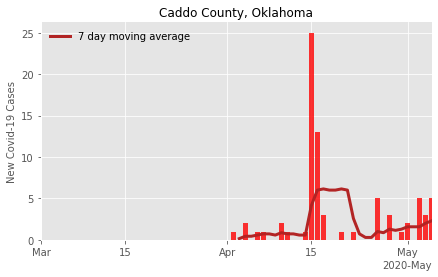 Caddo County, Oklahoma
7 day moving average
New Covid-19 Cases
25
20
15
10
5
0
Mar
15
Apr
15
May
2020-May